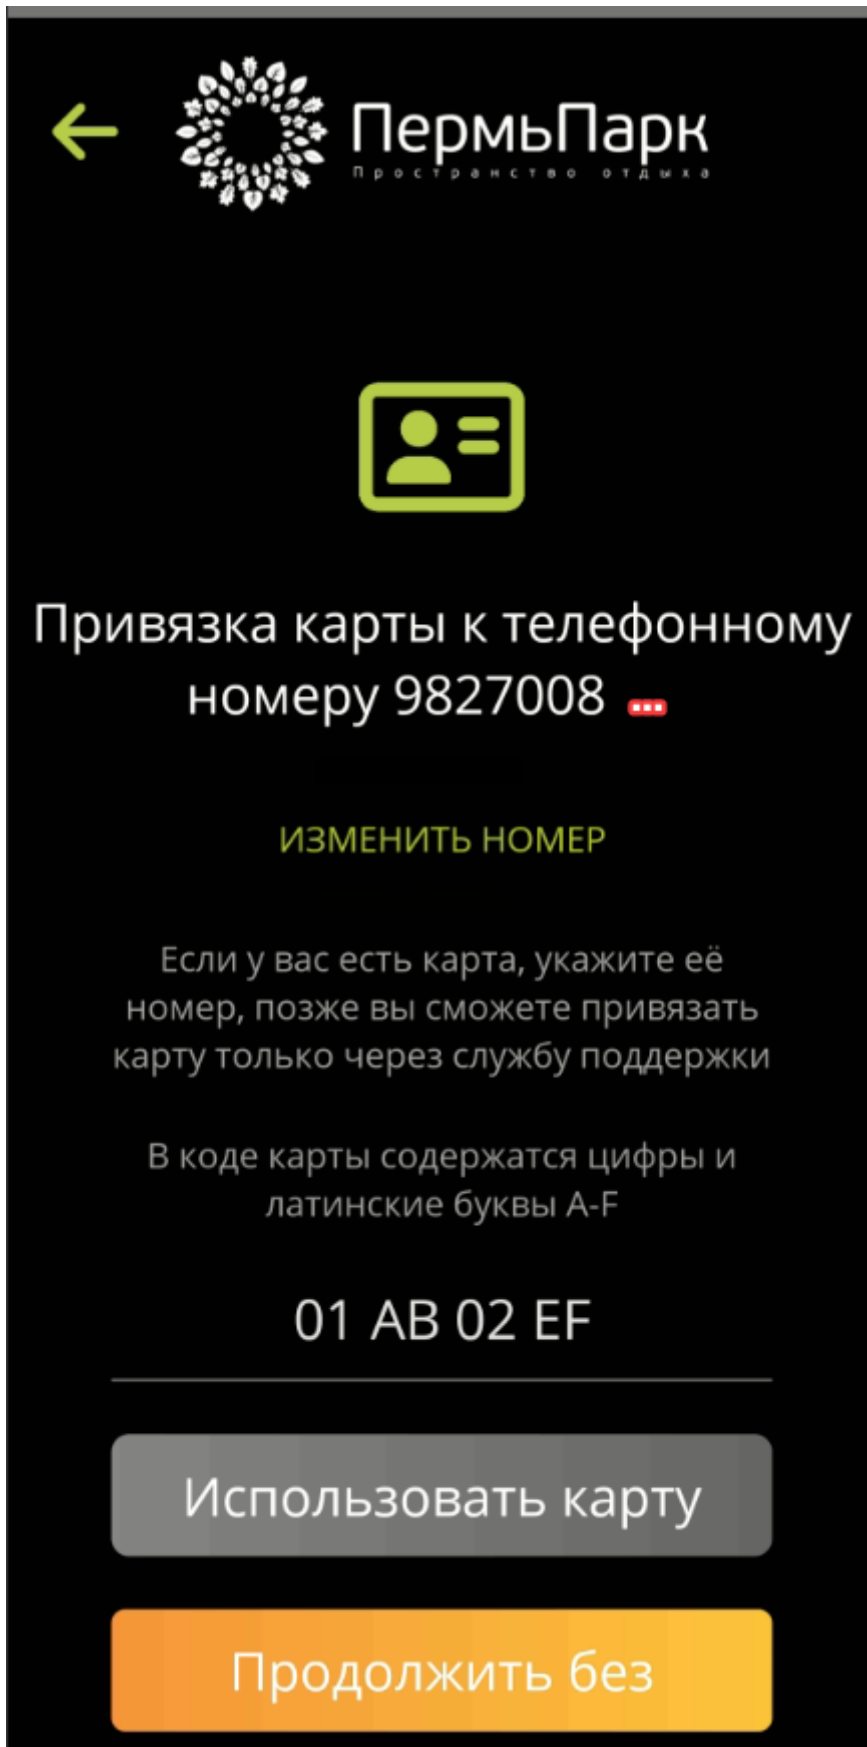 ПермьПарк
Пространство отдыха
Привязка карты к телефонному
номеру 9827008 ...
ИЗМЕНИТЬ НОМЕР
Если у вас есть карта, укажите её
номер, позже вы сможете привязать
карту только через службу поддержки
В коде карты содержатся цифры и
латинские буквы A-F
01 AB 02 EF
Использовать карту
Продолжить без